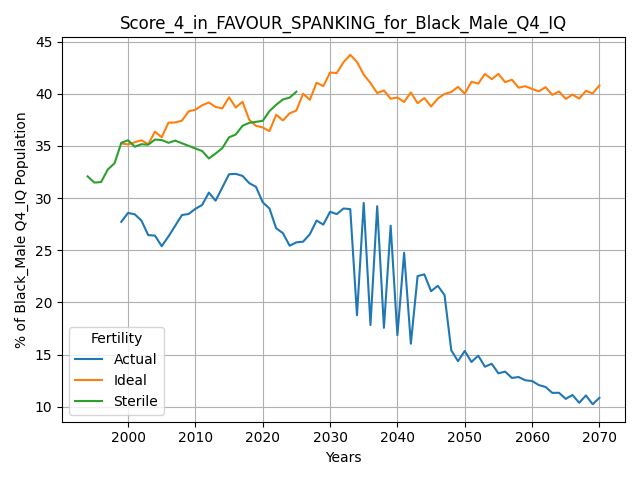 Score_4_in_FAVOUR_SPANKING_for_Black_Male_Q4_IQ
% of Black_Male Q4_IQ Population
45
40
35
30
25
20
15
10
Fertility
Actual
Ideal
Sterile
2000 2010 2020 2030 2040 2050 2060 2070
Years